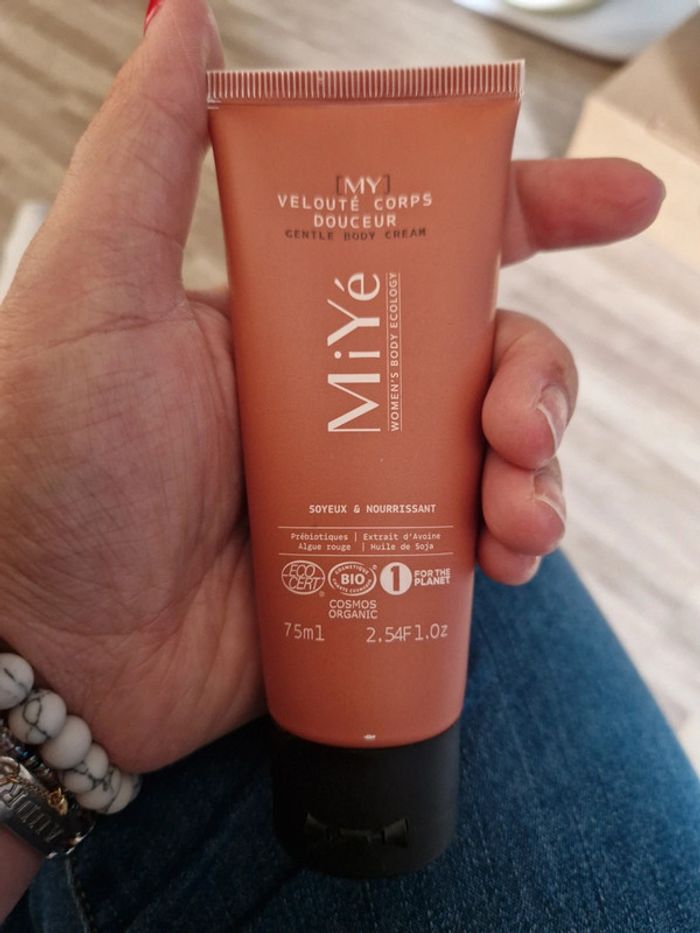 [MY]
VELOUTÉ CORPS
DOUCEUR
GENTLE BODY CREAM
MiYé
WOMEN'S BODY ECOLOGY
SOYEUX & NOURRISSANT
Prébiotiques | Extrait d'Avoine
Algue rouge | Huile de Soja
ECO
CERT
COSMÉTIQUE
BIO
1 FOR THE
PLANET
COSMOS
ORGANIC
75ml 2.54Fl.Oz